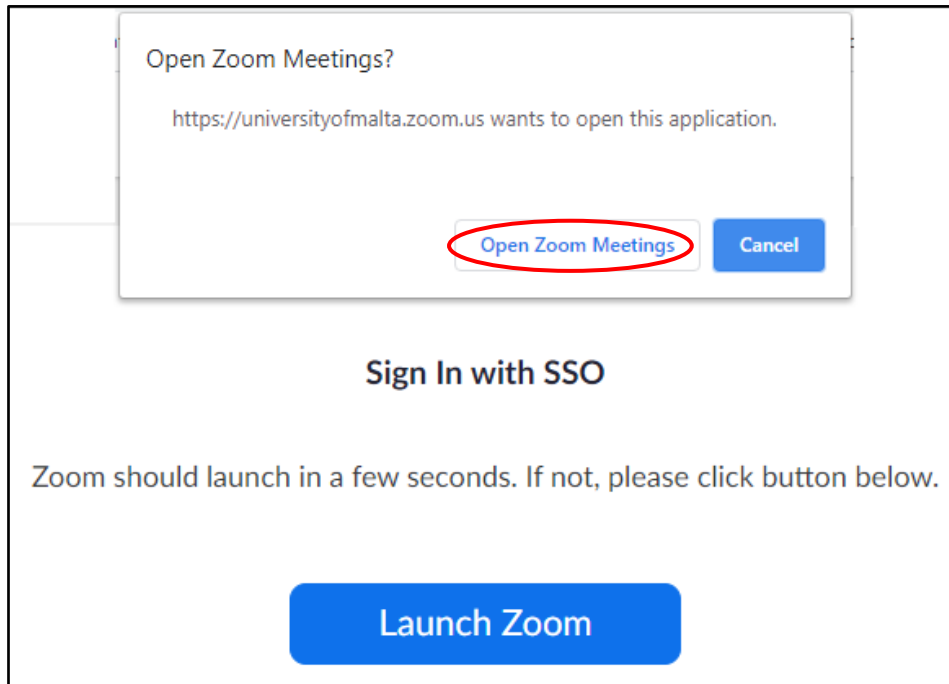 Open Zoom Meetings?
https://universityofmalta.zoom.us wants to open this application.
Open Zoom Meetings
Cancel
Sign In with SSO
Zoom should launch in a few seconds. If not, please click button below.
Launch Zoom